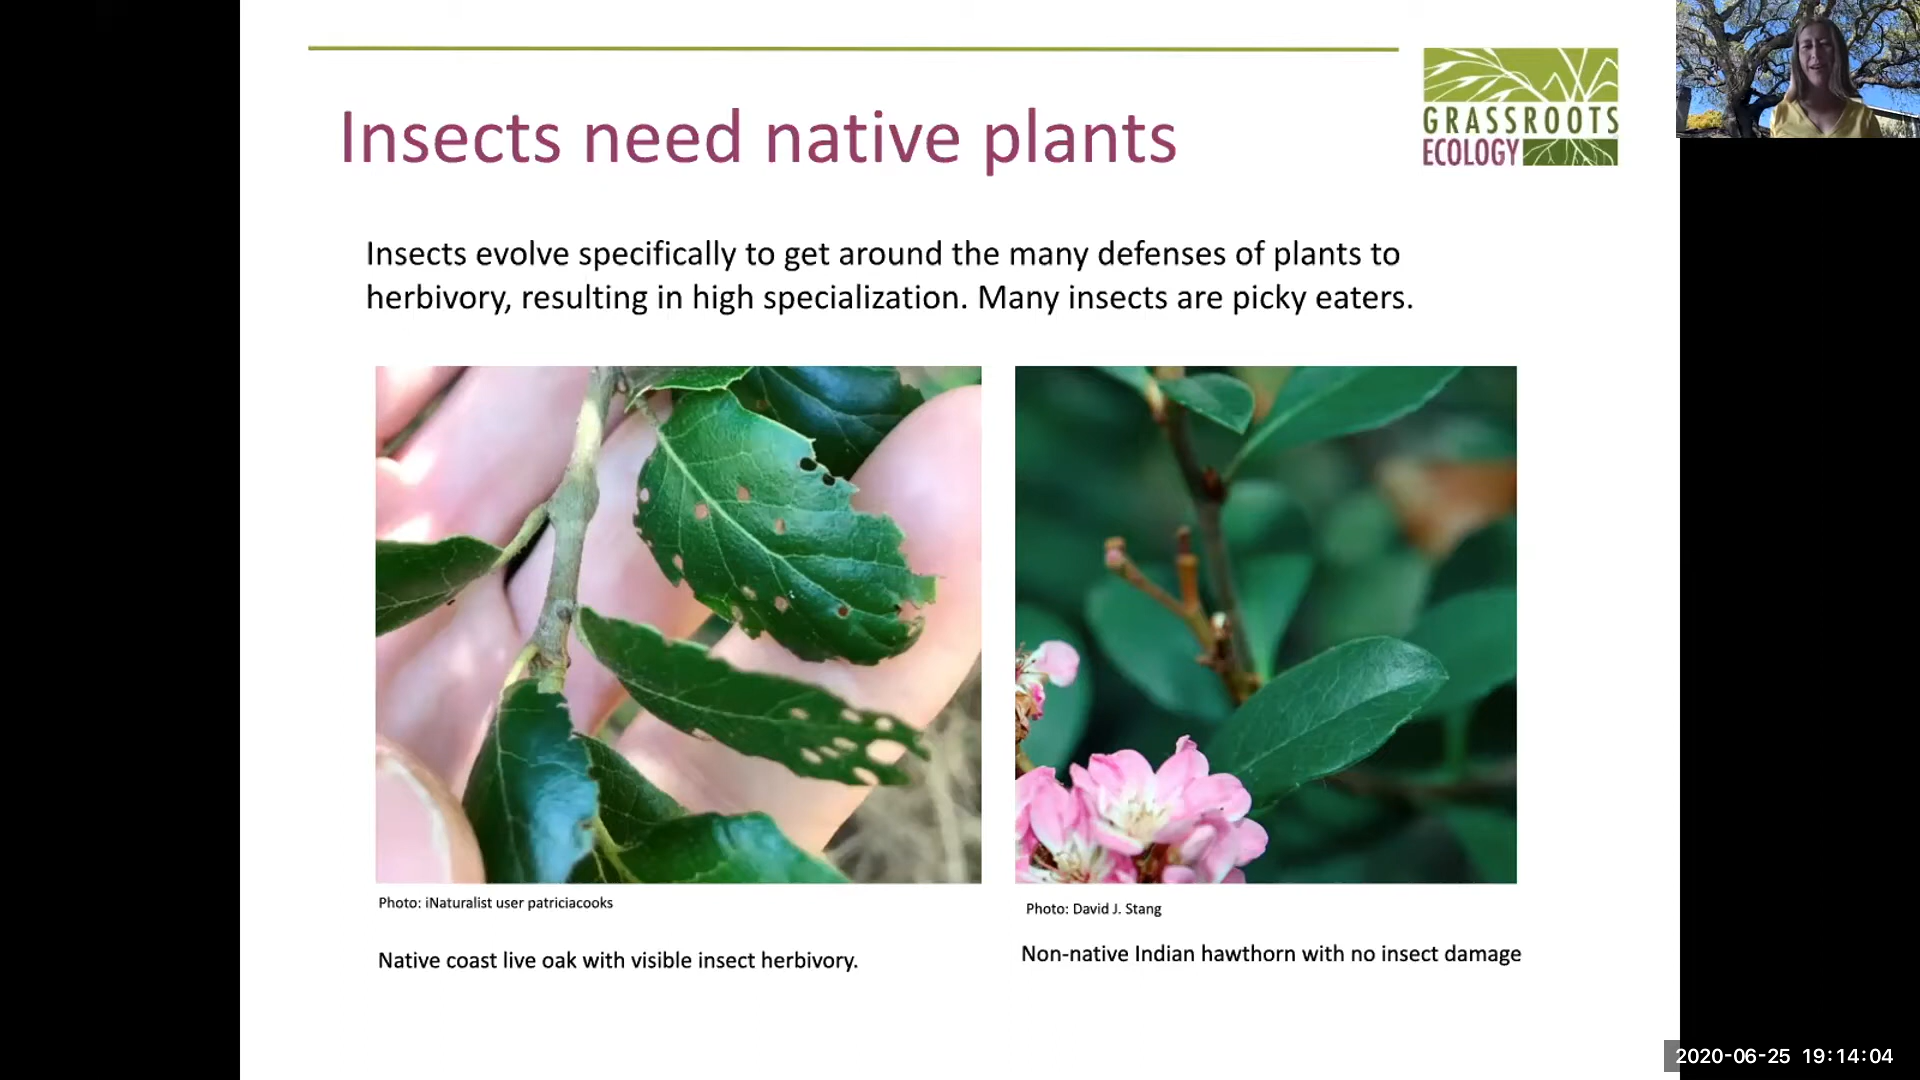 Insects need native plants
GRASSROOTS
ECOLOGY
Insects evolve specifically to get around the many defenses of plants to
herbivory, resulting in high specialization. Many insects are picky eaters.
Photo: iNaturalist user patriciacooks
Photo: David J. Stang
Native coast live oak with visible insect herbivory.
Non-native Indian hawthorn with no insect damage
2020-06-25 19:14:04